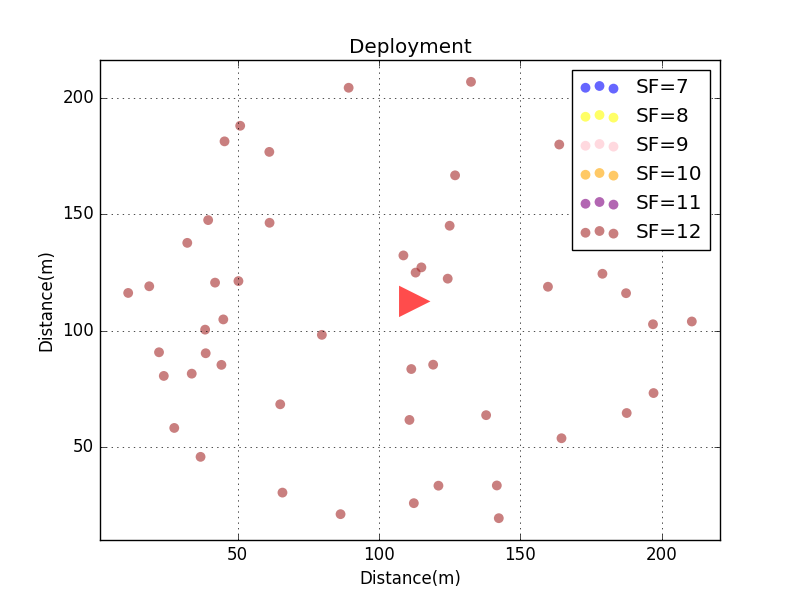 Deployment
200
150
100
50
Distance(m)
50
100
150
200
Distance(m)
SF=7
SF=8
SF=9
SF=10
SF=11
SF=12